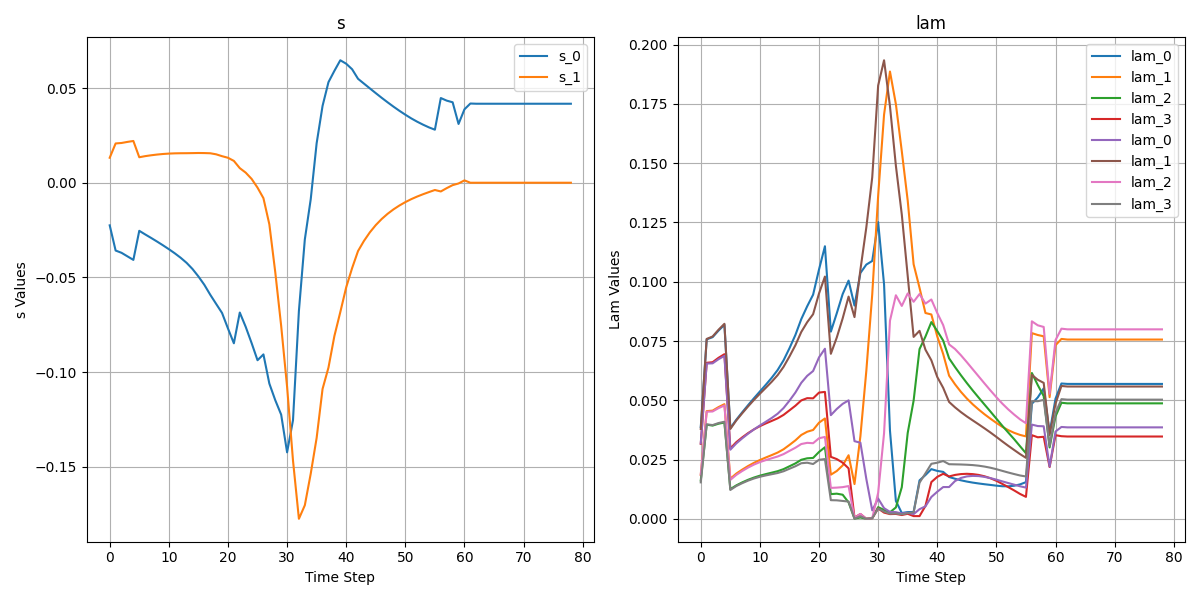 s
s Values
0.05
0.00
−0.05
−0.10
−0.15
0
10
20
30
40
50
60
70
80
Time Step
s_0
s_1
lam
Lam Values
0.200
0.175
0.150
0.125
0.100
0.075
0.050
0.025
0.000
0
10
20
30
40
50
60
70
80
Time Step
lam_0
lam_1
lam_2
lam_3
lam_0
lam_1
lam_2
lam_3